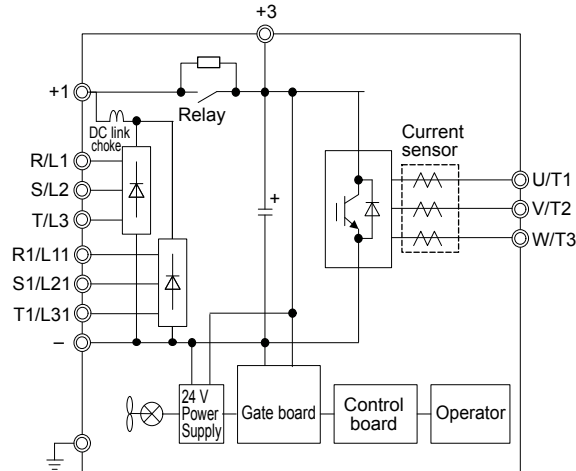 +3
+1
Relay
DC link
choke
Current
sensor
R/L1
S/L2
T/L3
R1/L11
S1/L21
T1/L31
–
+
U/T1
V/T2
W/T3
24 V
Power
Supply
Gate board
Control
board
Operator